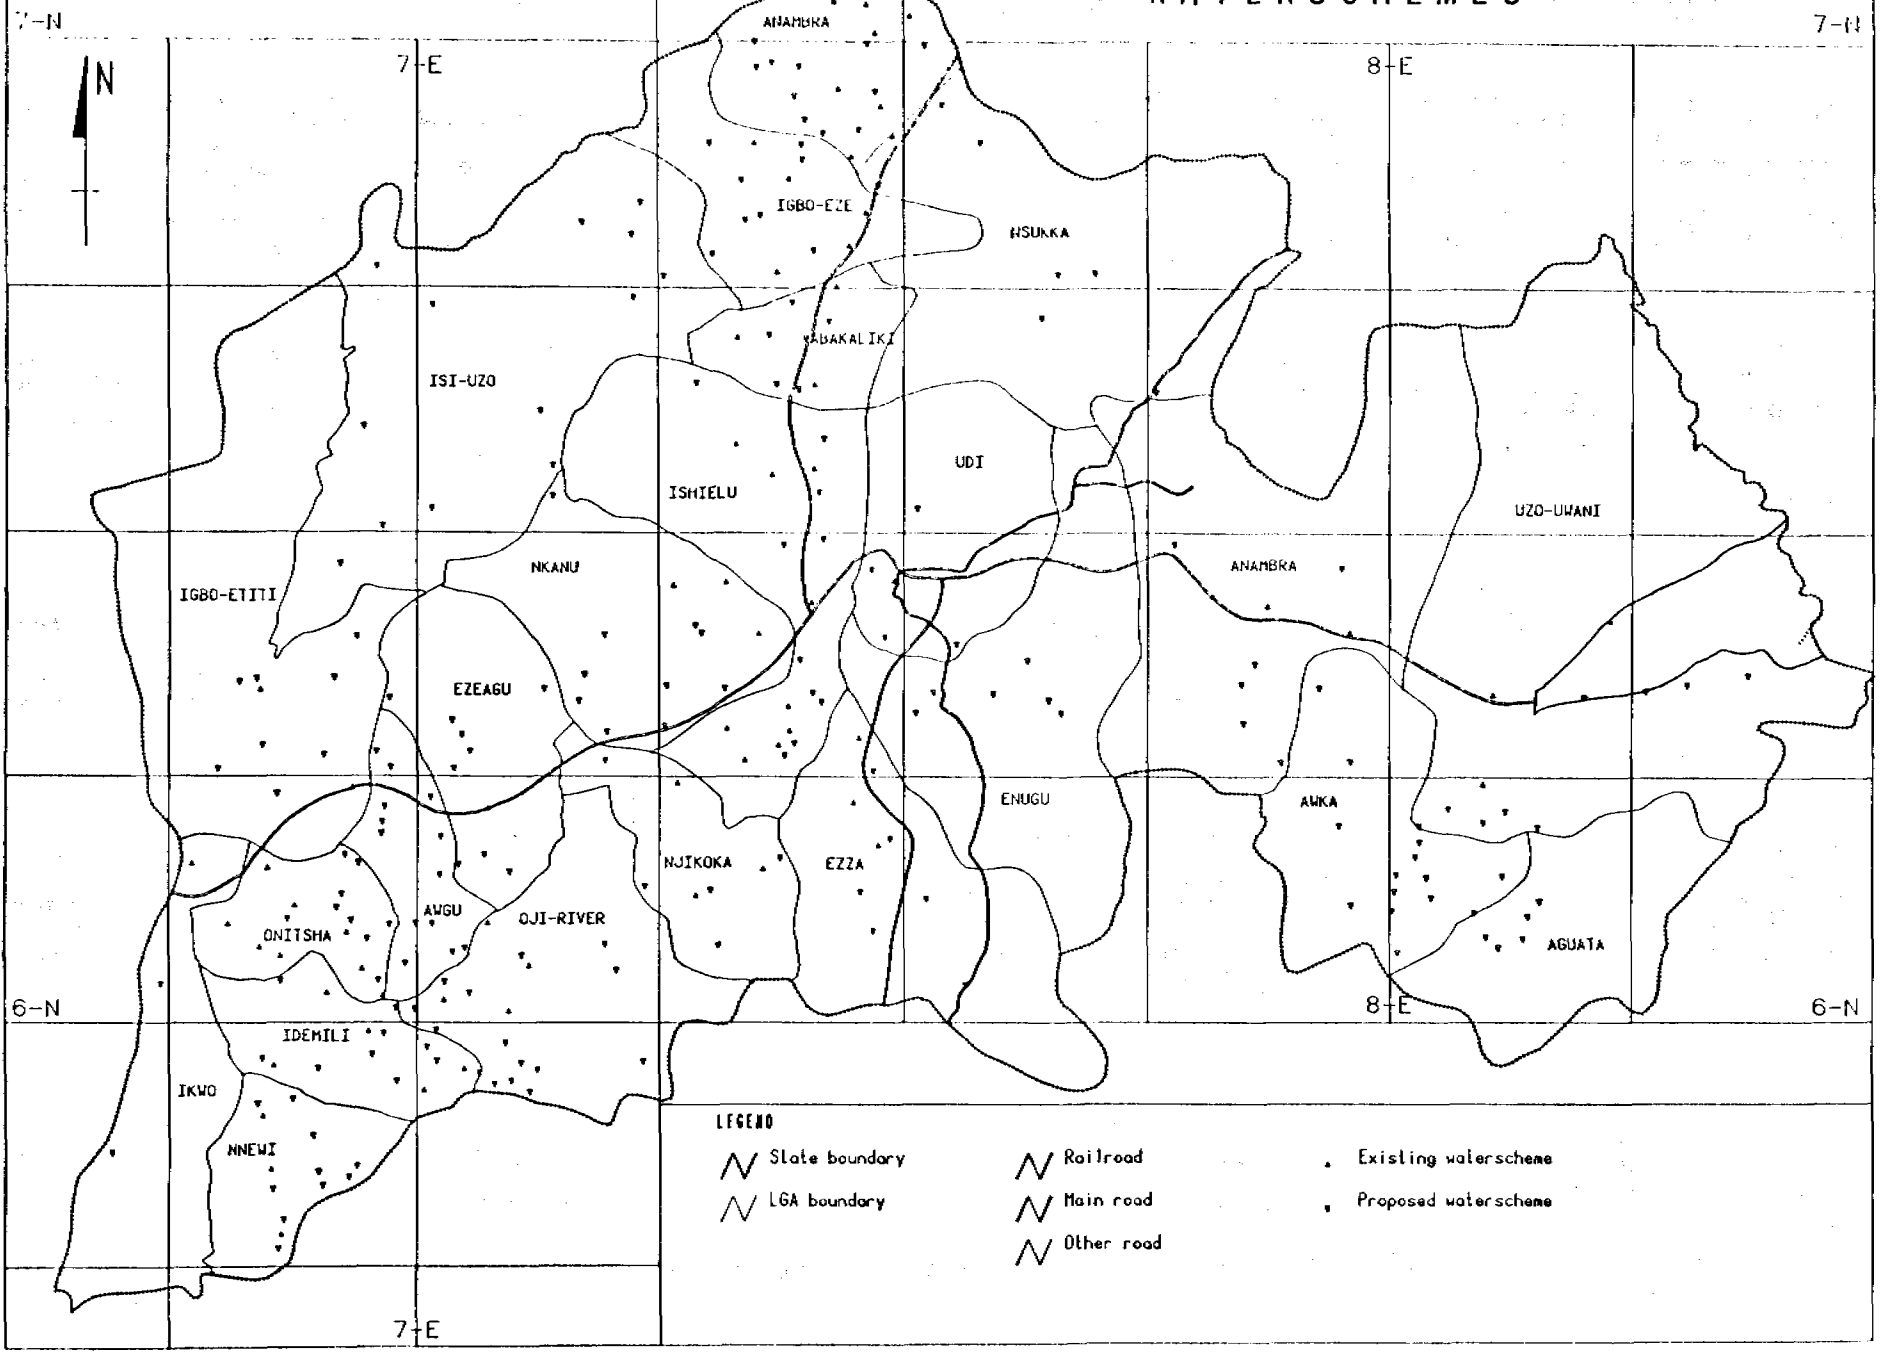 WATERSCHEMES
7-N
7-N
ANAMBRA
7-E
8-E
N
IGBO-EZE
NSUKKA
ABAKALIKI
ISI-UZO
UDI
ISHIELU
UZO-UWANI
NKANU
ANAMBRA
IGBO-ETITI
EZEAGU
ENUGU
AWKA
NJIKOKA
EZZA
AWGU
OJI-RIVER
ONITSHA
AGUATA
6-N
8-E
6-N
IDEMILI
IKWO
NNEWI
LEGEND
State boundary
Railroad
Existing waterscheme
LGA boundary
Main road
Proposed waterscheme
Other road
7-E